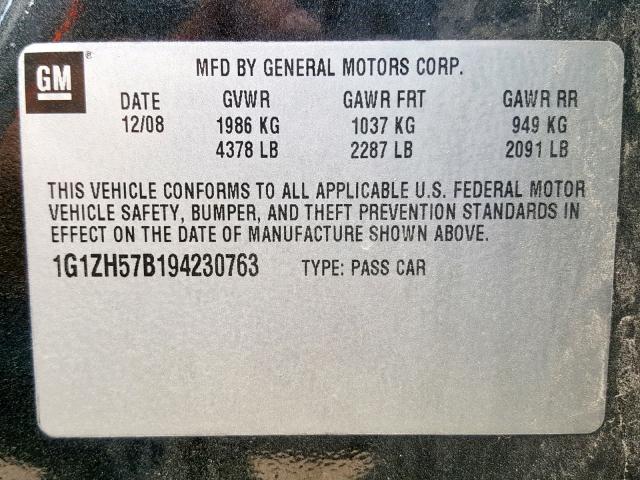 GM ®
MFD BY GENERAL MOTORS CORP.
DATE GVWR GAWR FRT GAWR RR
12/08 1986 KG 1037 KG 949 KG
4378 LB 2287 LB 2091 LB
THIS VEHICLE CONFORMS TO ALL APPLICABLE U.S. FEDERAL MOTOR
VEHICLE SAFETY, BUMPER, AND THEFT PREVENTION STANDARDS IN
EFFECT ON THE DATE OF MANUFACTURE SHOWN ABOVE.
1G1ZH57B194230763 TYPE: PASS CAR